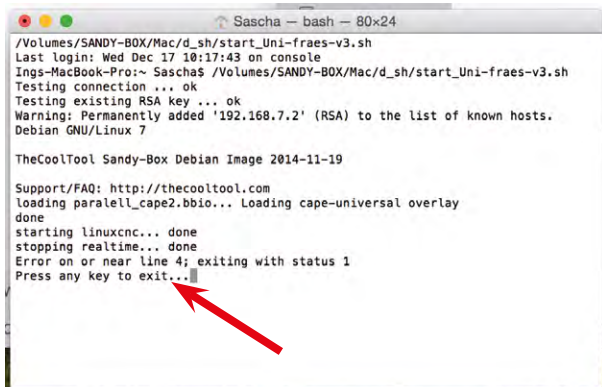 Sascha — bash — 80×24
/Volumes/SANDY-BOX/Mac/d_sh/start_Uni-fraes-v3.sh
Last login: Wed Dec 17 10:17:43 on console
Ings-MacBook-Pro:~ Sascha$ /Volumes/SANDY-BOX/Mac/d_sh/start_Uni-fraes-v3.sh
Testing connection ... ok
Testing existing RSA key ... ok
Warning: Permanently added '192.168.7.2' (RSA) to the list of known hosts.
Debian GNU/Linux 7
TheCoolTool Sandy-Box Debian Image 2014-11-19
Support/FAQ: http://thecooltool.com
loading paralell_cape2.bbio... Loading cape-universal overlay
done
starting linuxcnc... done
stopping realtime... done
Error on or near line 4; exiting with status 1
Press any key to exit...